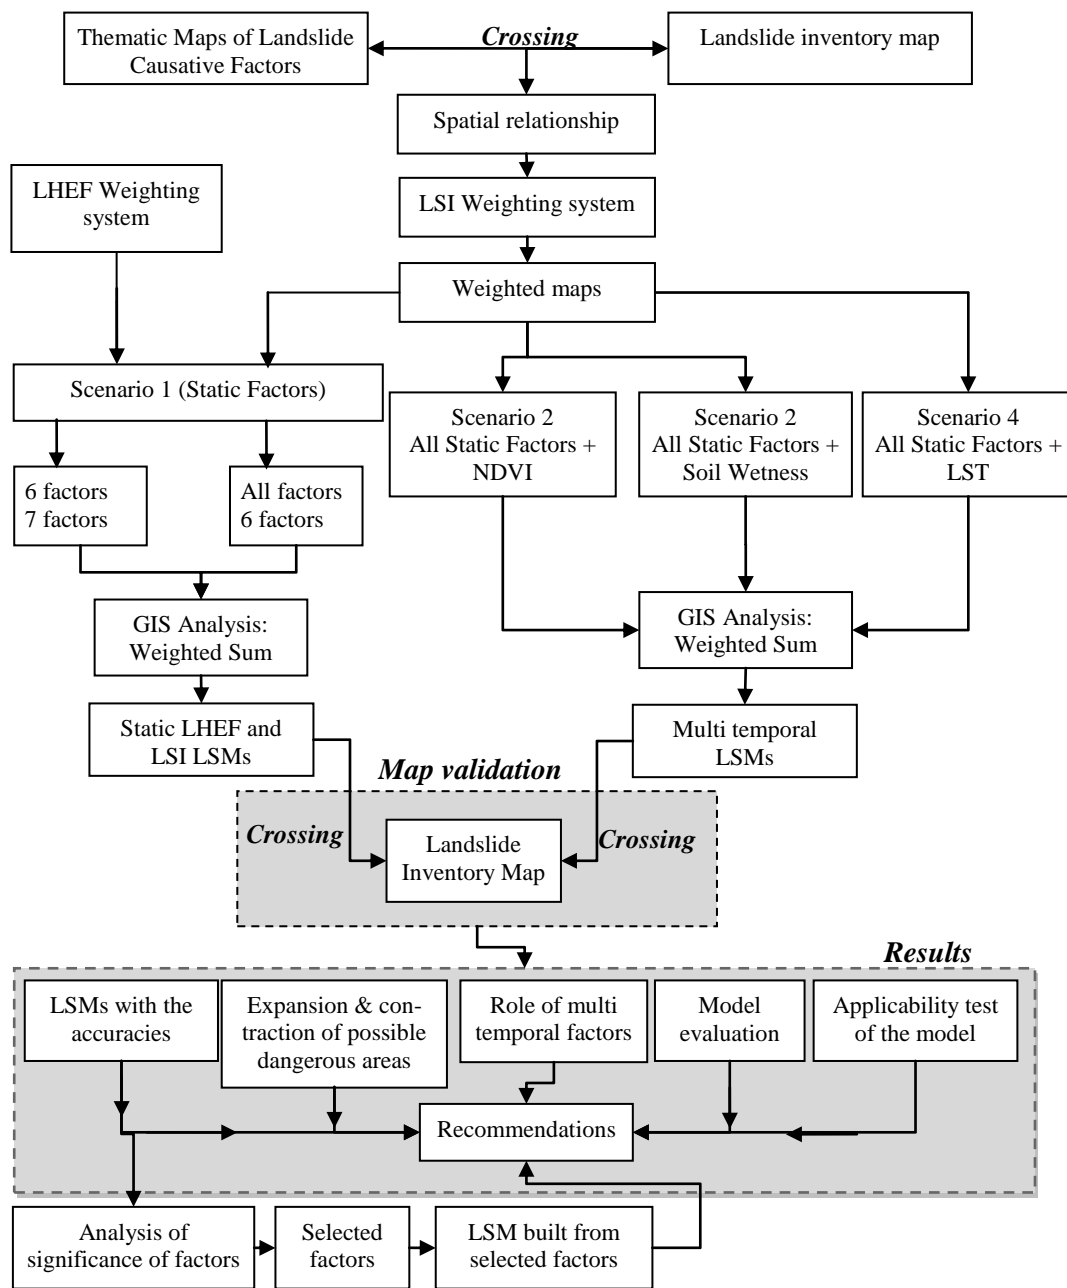 Thematic Maps of Landslide
Causative Factors
Crossing
Landslide inventory map
Spatial relationship
LHEF Weighting
system
LSI Weighting system
Weighted maps
Scenario 1 (Static Factors)
Scenario 2
All Static Factors +
NDVI
Scenario 2
All Static Factors +
Soil Wetness
Scenario 4
All Static Factors +
LST
6 factors
7 factors
All factors
6 factors
GIS Analysis:
Weighted Sum
GIS Analysis:
Weighted Sum
Static LHEF and
LSI LSMs
Multi temporal
LSMs
Map validation
Crossing
Landslide
Inventory Map
Crossing
Results
LSMs with the
accuracies
Expansion & con-
traction of possible
dangerous areas
Role of multi
temporal factors
Model
evaluation
Applicability test
of the model
Recommendations
Analysis of
significance of factors
Selected
factors
LSM built from
selected factors